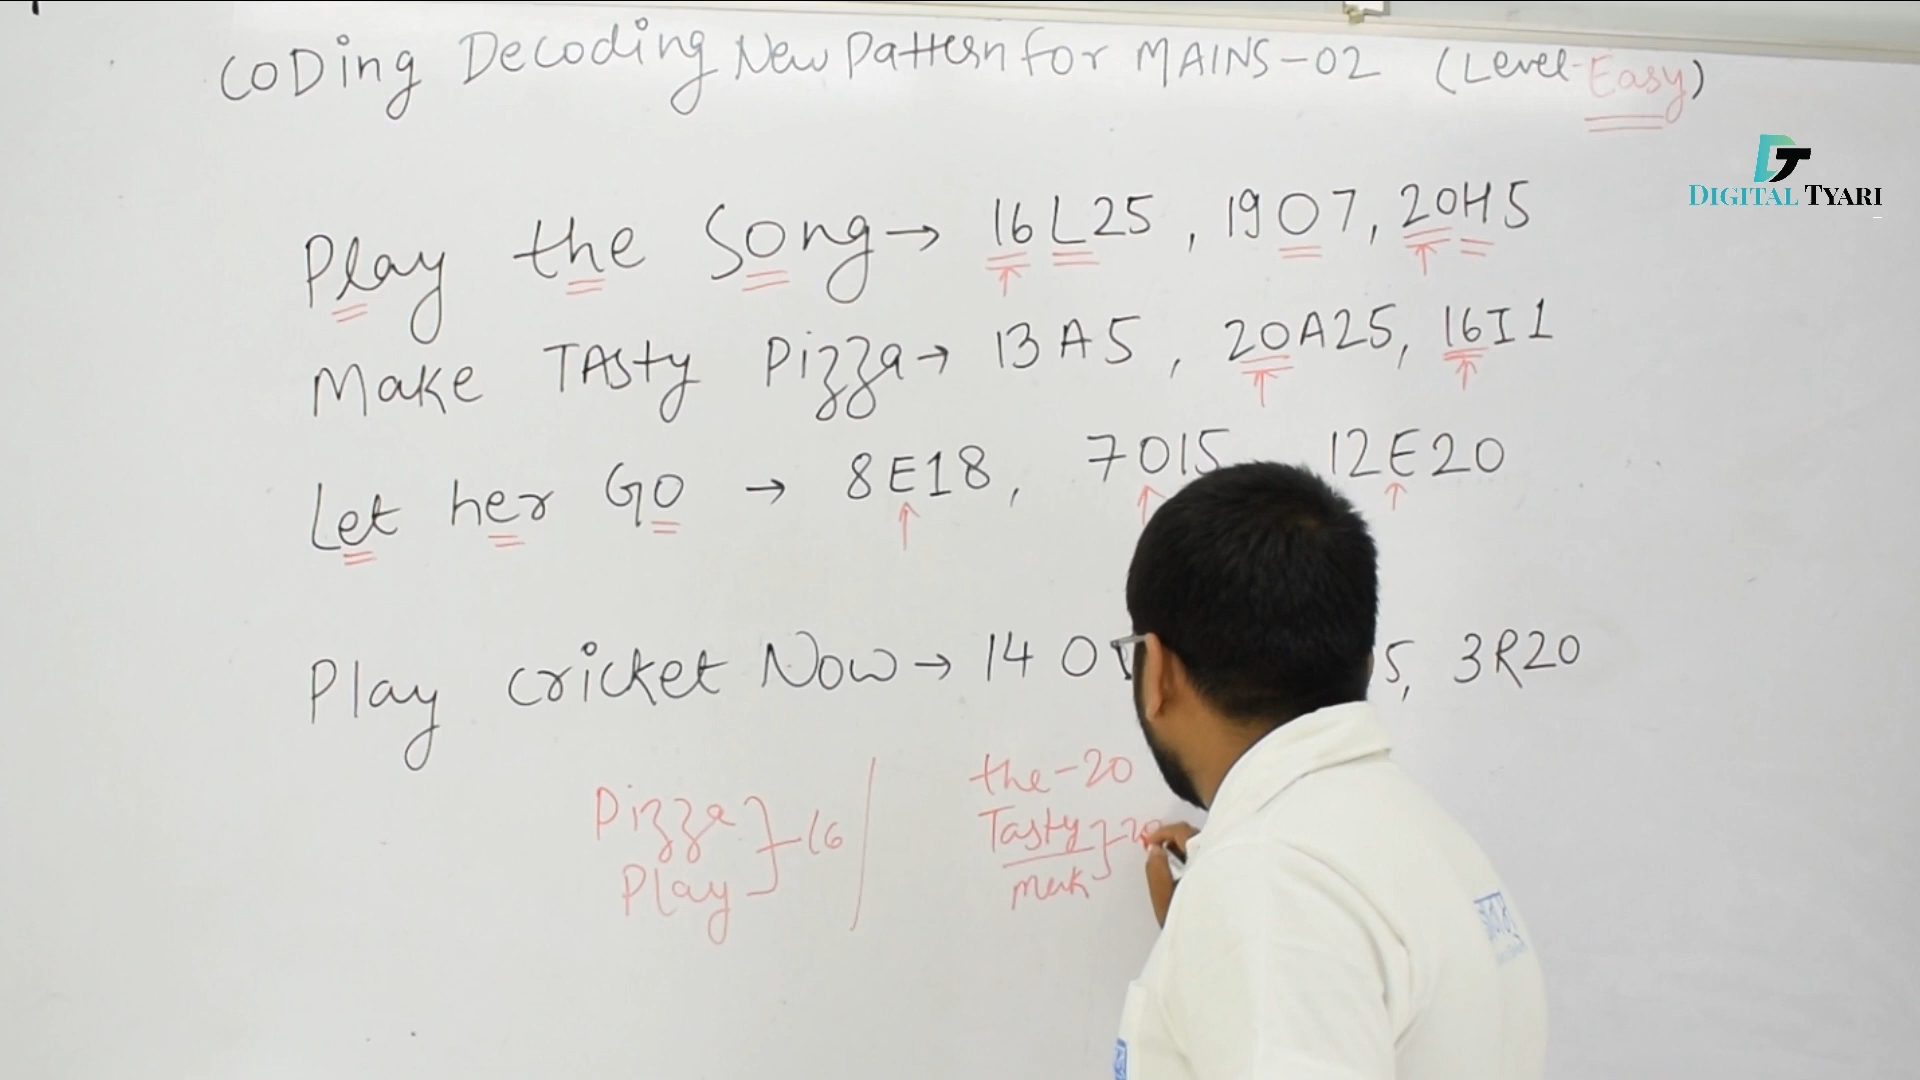 CODing Decoding New Pattern for MAINS-02 (Level-Easy)
DT
DIGITAL TYARI
Play the Song → 16L25, 19O7, 20H5
Make TAsty Pizza → 13A5, 20A25, 16I1
Let her GO → 8E18, 7O15 12E20
Play cricket Now → 14 O 5, 3R20
Pizza
Play } - 16
the - 20
Tasty } - 20